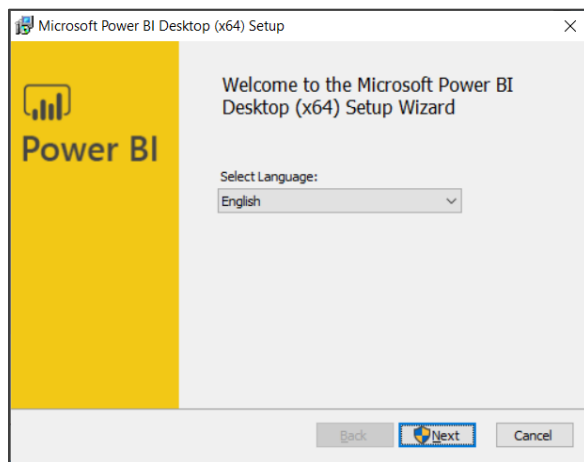 Microsoft Power BI Desktop (x64) Setup
Power BI
Welcome to the Microsoft Power BI
Desktop (x64) Setup Wizard
Select Language:
English
Back
Next
Cancel